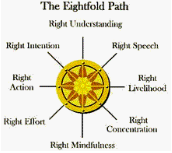 The Eightfold Path
Right Understanding
Right Intention
Right Speech
Right
Action
Right
Livelihood
Right Effort
Right
Concentration
Right Mindfulness